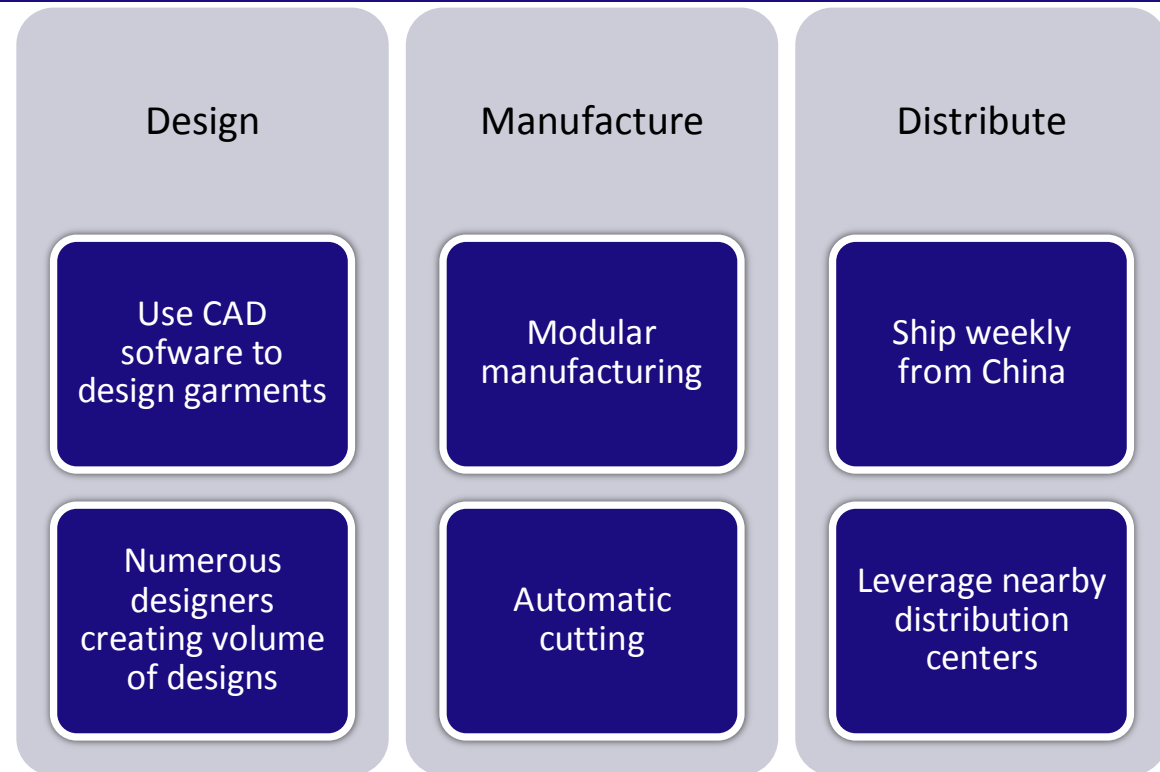 Design
Use CAD
sofware to
design garments
Numerous
designers
creating volume
of designs
Manufacture
Modular
manufacturing
Automatic
cutting
Distribute
Ship weekly
from China
Leverage nearby
distribution
centers